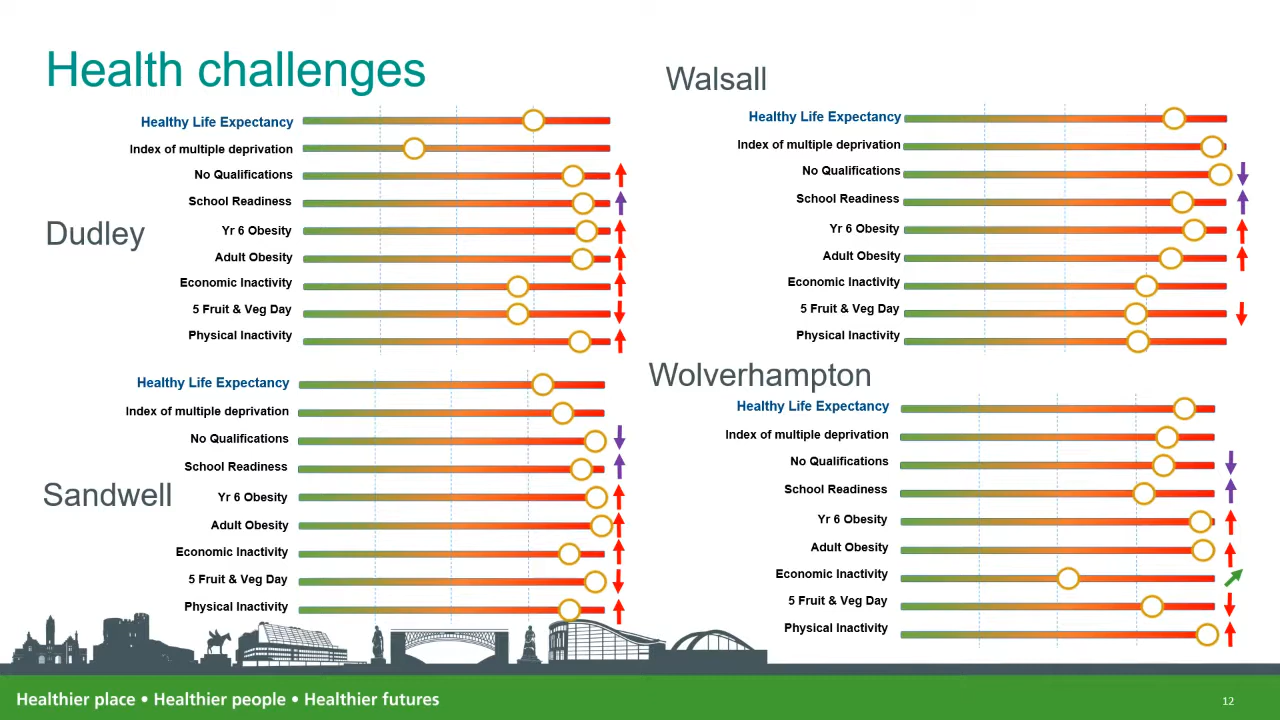 Health challenges
Healthy Life Expectancy
Index of multiple deprivation
No Qualifications
School Readiness
Dudley
Yr 6 Obesity
Adult Obesity
Economic Inactivity
5 Fruit & Veg Day
Physical Inactivity
Healthy Life Expectancy
Index of multiple deprivation
No Qualifications
School Readiness
Sandwell
Yr 6 Obesity
Adult Obesity
Economic Inactivity
5 Fruit & Veg Day
Physical Inactivity
Walsall
Healthy Life Expectancy
Index of multiple deprivation
No Qualifications
School Readiness
Yr 6 Obesity
Adult Obesity
Economic Inactivity
5 Fruit & Veg Day
Physical Inactivity
Wolverhampton
Healthy Life Expectancy
Index of multiple deprivation
No Qualifications
School Readiness
Yr 6 Obesity
Adult Obesity
Economic Inactivity
5 Fruit & Veg Day
Physical Inactivity
Healthier place • Healthier people • Healthier futures
12